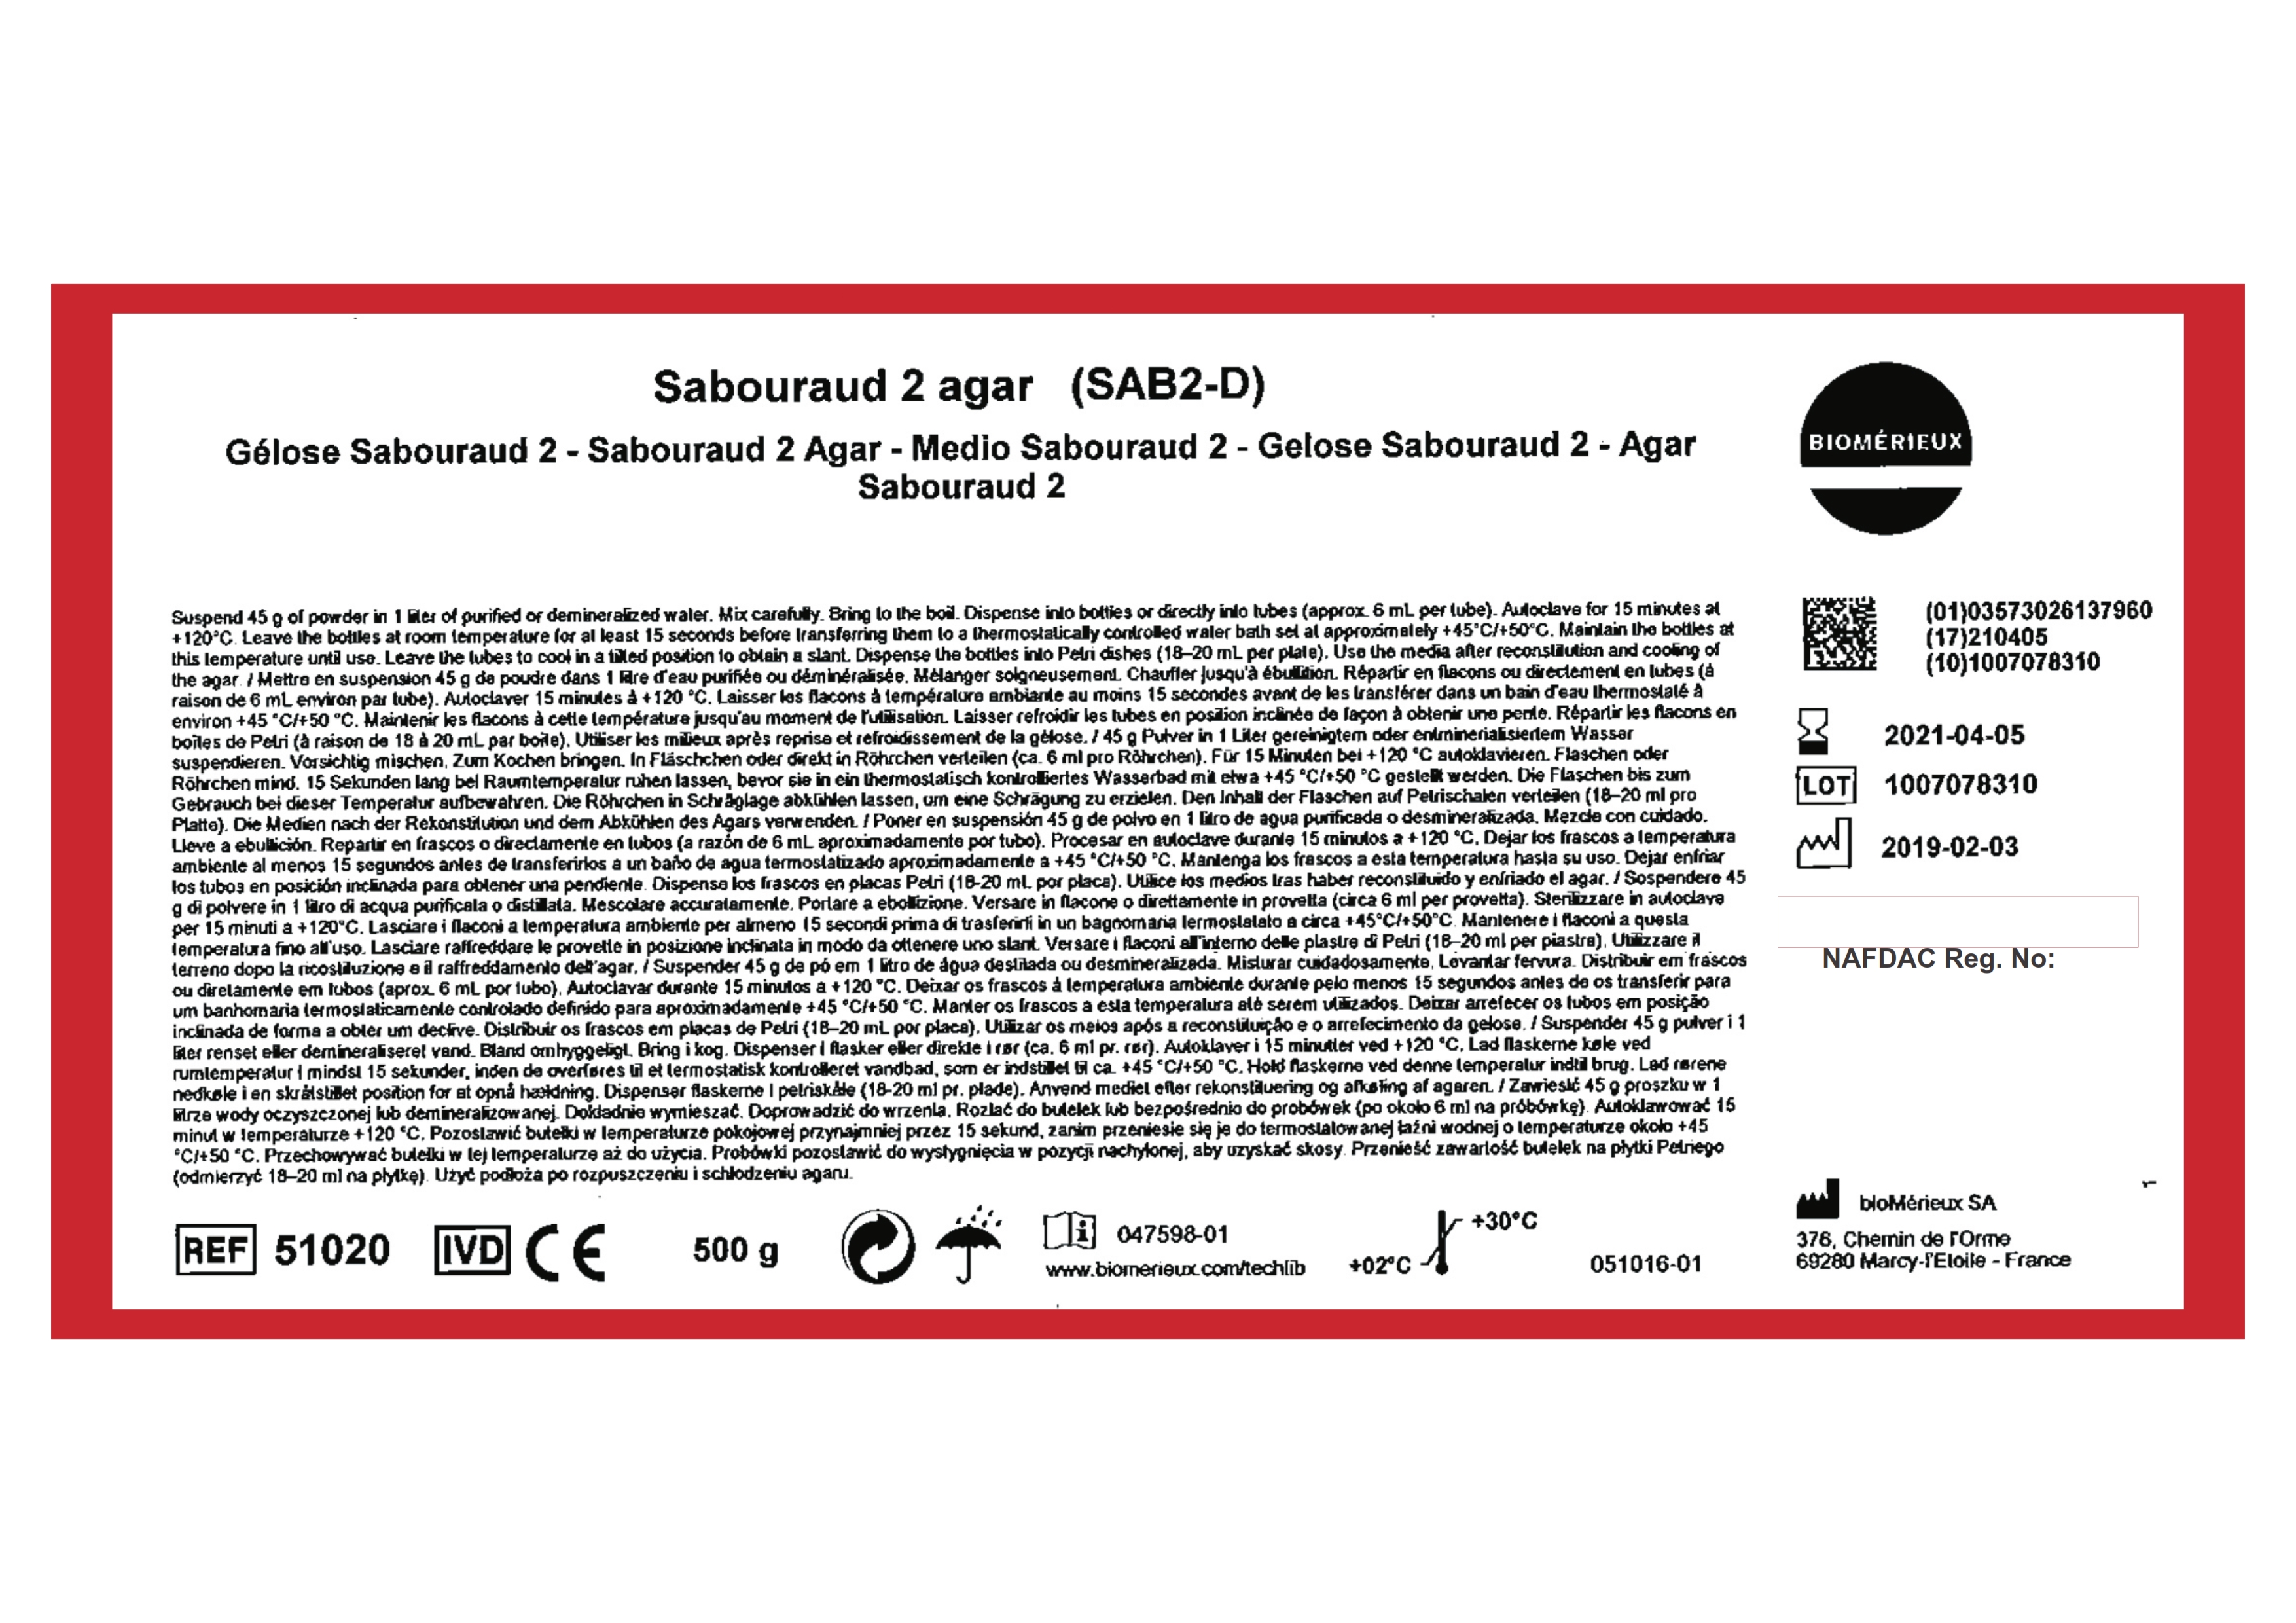 Sabouraud 2 agar (SAB2-D)
Gélose Sabouraud 2 - Sabouraud 2 Agar - Medio Sabouraud 2 - Gelose Sabouraud 2 - Agar
Sabouraud 2
BIOMÉRIEUX
Suspend 45 g of powder in 1 liter of purified or demineralized water. Mix carefully. Bring to the boil. Dispense into bottles or directly into tubes (approx. 6 mL per tube). Autoclave for 15 minutes at
+120°C. Leave the bottles at room temperature for at least 15 seconds before transferring them to a thermostatically controlled water bath set at approximately +45°C/+50°C. Maintain the bottles at
this temperature until use. Leave the tubes to cool in a tilted position to obtain a slant. Dispense the bottles into Petri dishes (18–20 mL per plate). Use the media after reconstitution and cooling of
the agar. / Mettre en suspension 45 g de poudre dans 1 litre d'eau purifiée ou déminéralisée. Mélanger soigneusement. Chauffer jusqu'à ébullition. Répartir en flacons ou directement en tubes (à
raison de 6 mL environ par tube). Autoclaver 15 minutes à +120 °C. Laisser les flacons à température ambiante au moins 15 secondes avant de les transférer dans un bain d'eau thermostaté à
environ +45 °C/+50 °C. Maintenir les flacons à cette température jusqu'au moment de l'utilisation. Laisser refroidir les tubes en position inclinée de façon à obtenir une pente. Répartir les flacons en
boîtes de Petri (à raison de 18 à 20 mL par boîte). Utiliser les milieux après reprise et refroidissement de la gélose. / 45 g Pulver in 1 Liter gereinigtem oder entminerialisiertem Wasser
suspendieren. Vorsichtig mischen. Zum Kochen bringen. In Fläschchen oder direkt in Röhrchen verteilen (ca. 6 ml pro Röhrchen). Für 15 Minuten bei +120 °C autoklavieren. Flaschen oder
Röhrchen mind. 15 Sekunden lang bei Raumtemperatur ruhen lassen, bevor sie in ein thermostatisch kontrolliertes Wasserbad mit etwa +45 °C/+50 °C gestellt werden. Die Flaschen bis zum
Gebrauch bei dieser Temperatur aufbewahren. Die Röhrchen in Schräglage abkühlen lassen, um eine Schrägung zu erzielen. Den Inhalt der Flaschen auf Petrischalen verteilen (18–20 ml pro
Platte). Die Medien nach der Rekonstitution und dem Abkühlen des Agars verwenden. / Poner en suspensión 45 g de polvo en 1 litro de agua purificada o desmineralizada. Mezcle con cuidado.
Lleve a ebullición. Repartir en frascos o directamente en tubos (a razón de 6 mL aproximadamente por tubo). Procesar en autoclave durante 15 minutos a +120 °C. Dejar los frascos a temperatura
ambiente al menos 15 segundos antes de transferirlos a un baño de agua termostatizado aproximadamente a +45 °C/+50 °C. Mantenga los frascos a esta temperatura hasta su uso. Dejar enfriar
los tubos en posición inclinada para obtener una pendiente. Dispense los frascos en placas Petri (18-20 mL por placa). Utilice los medios tras haber reconstituido y enfriado el agar. / Sospendere 45
g di polvere in 1 litro di acqua purificata o distillata. Mescolare accuratamente. Portare a ebollizione. Versare in flacone o direttamente in provetta (circa 6 ml per provetta). Sterilizzare in autoclave
per 15 minuti a +120°C. Lasciare i flaconi a temperatura ambiente per almeno 15 secondi prima di trasferirli in un bagnomaria termostatato a circa +45°C/+50°C. Mantenere i flaconi a questa
temperatura fino all'uso. Lasciare raffreddare le provette in posizione inclinata in modo da ottenere uno slant. Versare i flaconi all'interno delle piastre di Petri (18–20 ml per piastra). Utilizzare il
terreno dopo la ricostituzione e il raffreddamento dell'agar. / Suspender 45 g de pó em 1 litro de água destilada ou desmineralizada. Misturar cuidadosamente. Levantar fervura. Distribuir em frascos
ou diretamente em tubos (aprox. 6 mL por tubo). Autoclavar durante 15 minutos a +120 °C. Deixar os frascos à temperatura ambiente durante pelo menos 15 segundos antes de os transferir para
um banhomaria termostaticamente controlado definido para aproximadamente +45 °C/+50 °C. Manter os frascos a esta temperatura até serem utilizados. Deixar arrefecer os tubos em posição
inclinada de forma a obter um declive. Distribuir os frascos em placas de Petri (18–20 mL por placa). Utilizar os meios após a reconstituição e o arrefecimento da gelose. / Suspender 45 g pulver i 1
liter renset eller demineraliseret vand. Bland omhyggeligt. Bring i kog. Dispenser i flasker eller direkte i rør (ca. 6 ml pr. rør). Autoklaver i 15 minutter ved +120 °C. Lad flaskerne køle ved
rumtemperatur i mindst 15 sekunder, inden de overføres til et termostatisk kontrolleret vandbad, som er indstillet til ca. +45 °C/+50 °C. Hold flaskerne ved denne temperatur indtil brug. Lad rørene
nedkøle i en skråtstillet position for at opnå hældning. Dispenser flaskerne i petriskåle (18-20 ml pr. plade). Anvend mediet efter rekonstituering og afkøling af agaren. / Zawiesić 45 g proszku w 1
litrze wody oczyszczonej lub demineralizowanej. Dokładnie wymieszać. Doprowadzić do wrzenia. Rozlać do butelek lub bezpośrednio do probówek (po około 6 ml na próbówkę). Autoklawować 15
minut w temperaturze +120 °C. Pozostawić butelki w temperaturze pokojowej przynajmniej przez 15 sekund, zanim przeniesie się je do termostatowanej łaźni wodnej o temperaturze około +45
°C/+50 °C. Przechowywać butelki w tej temperaturze aż do użycia. Probówki pozostawić do wystygnięcia w pozycji nachylonej, aby uzyskać skosy. Przenieść zawartość butelek na płytki Petriego
(odmierzyć 18–20 ml na płytkę). Użyć podłoża po rozpuszczeniu i schłodzeniu agaru.
(01)03573026137960
(17)210405
(10)1007078310
2021-04-05
LOT 1007078310
2019-02-03
NAFDAC Reg. No:
REF 51020 IVD CE 500 g
047598-01
www.biomerieux.com/techlib
+02°C +30°C
051016-01
bioMérieux SA
376, Chemin de l'Orme
69280 Marcy-l'Etoile - France